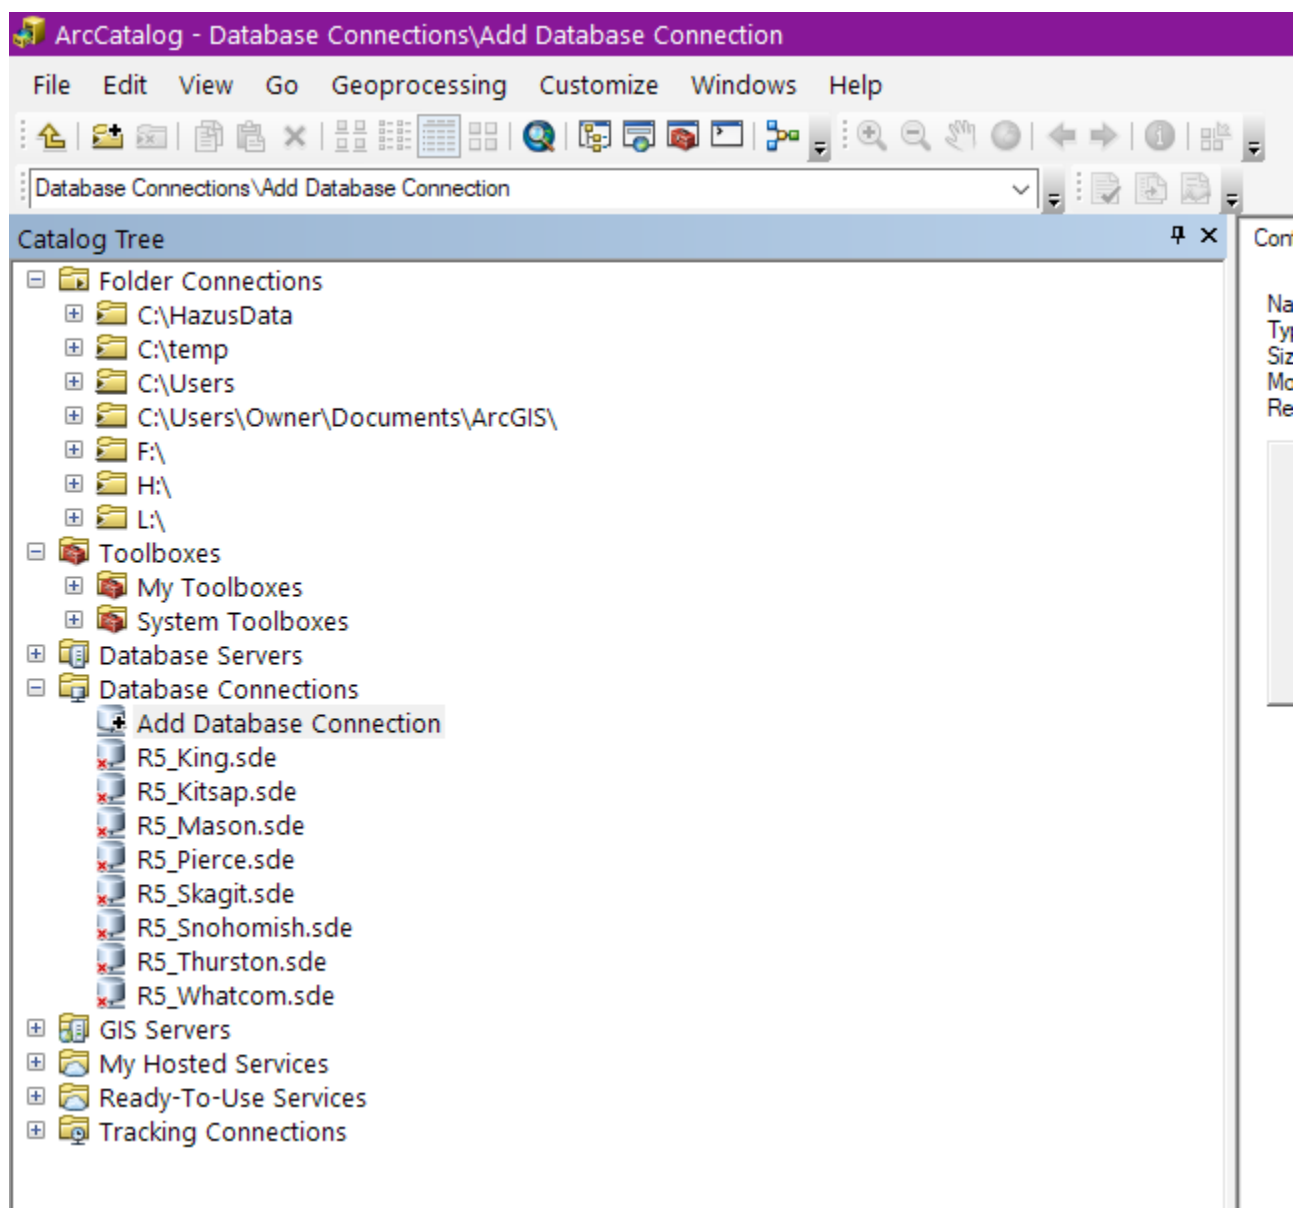 ArcCatalog - Database Connections\Add Database Connection
File Edit View Go Geoprocessing Customize Windows Help
Database Connections\Add Database Connection
Catalog Tree
Folder Connections
C:\HazusData
C:\temp
C:\Users
C:\Users\Owner\Documents\ArcGIS\
F:\
H:\
L:\
Toolboxes
My Toolboxes
System Toolboxes
Database Servers
Database Connections
Add Database Connection
R5_King.sde
R5_Kitsap.sde
R5_Mason.sde
R5_Pierce.sde
R5_Skagit.sde
R5_Snohomish.sde
R5_Thurston.sde
R5_Whatcom.sde
GIS Servers
My Hosted Services
Ready-To-Use Services
Tracking Connections